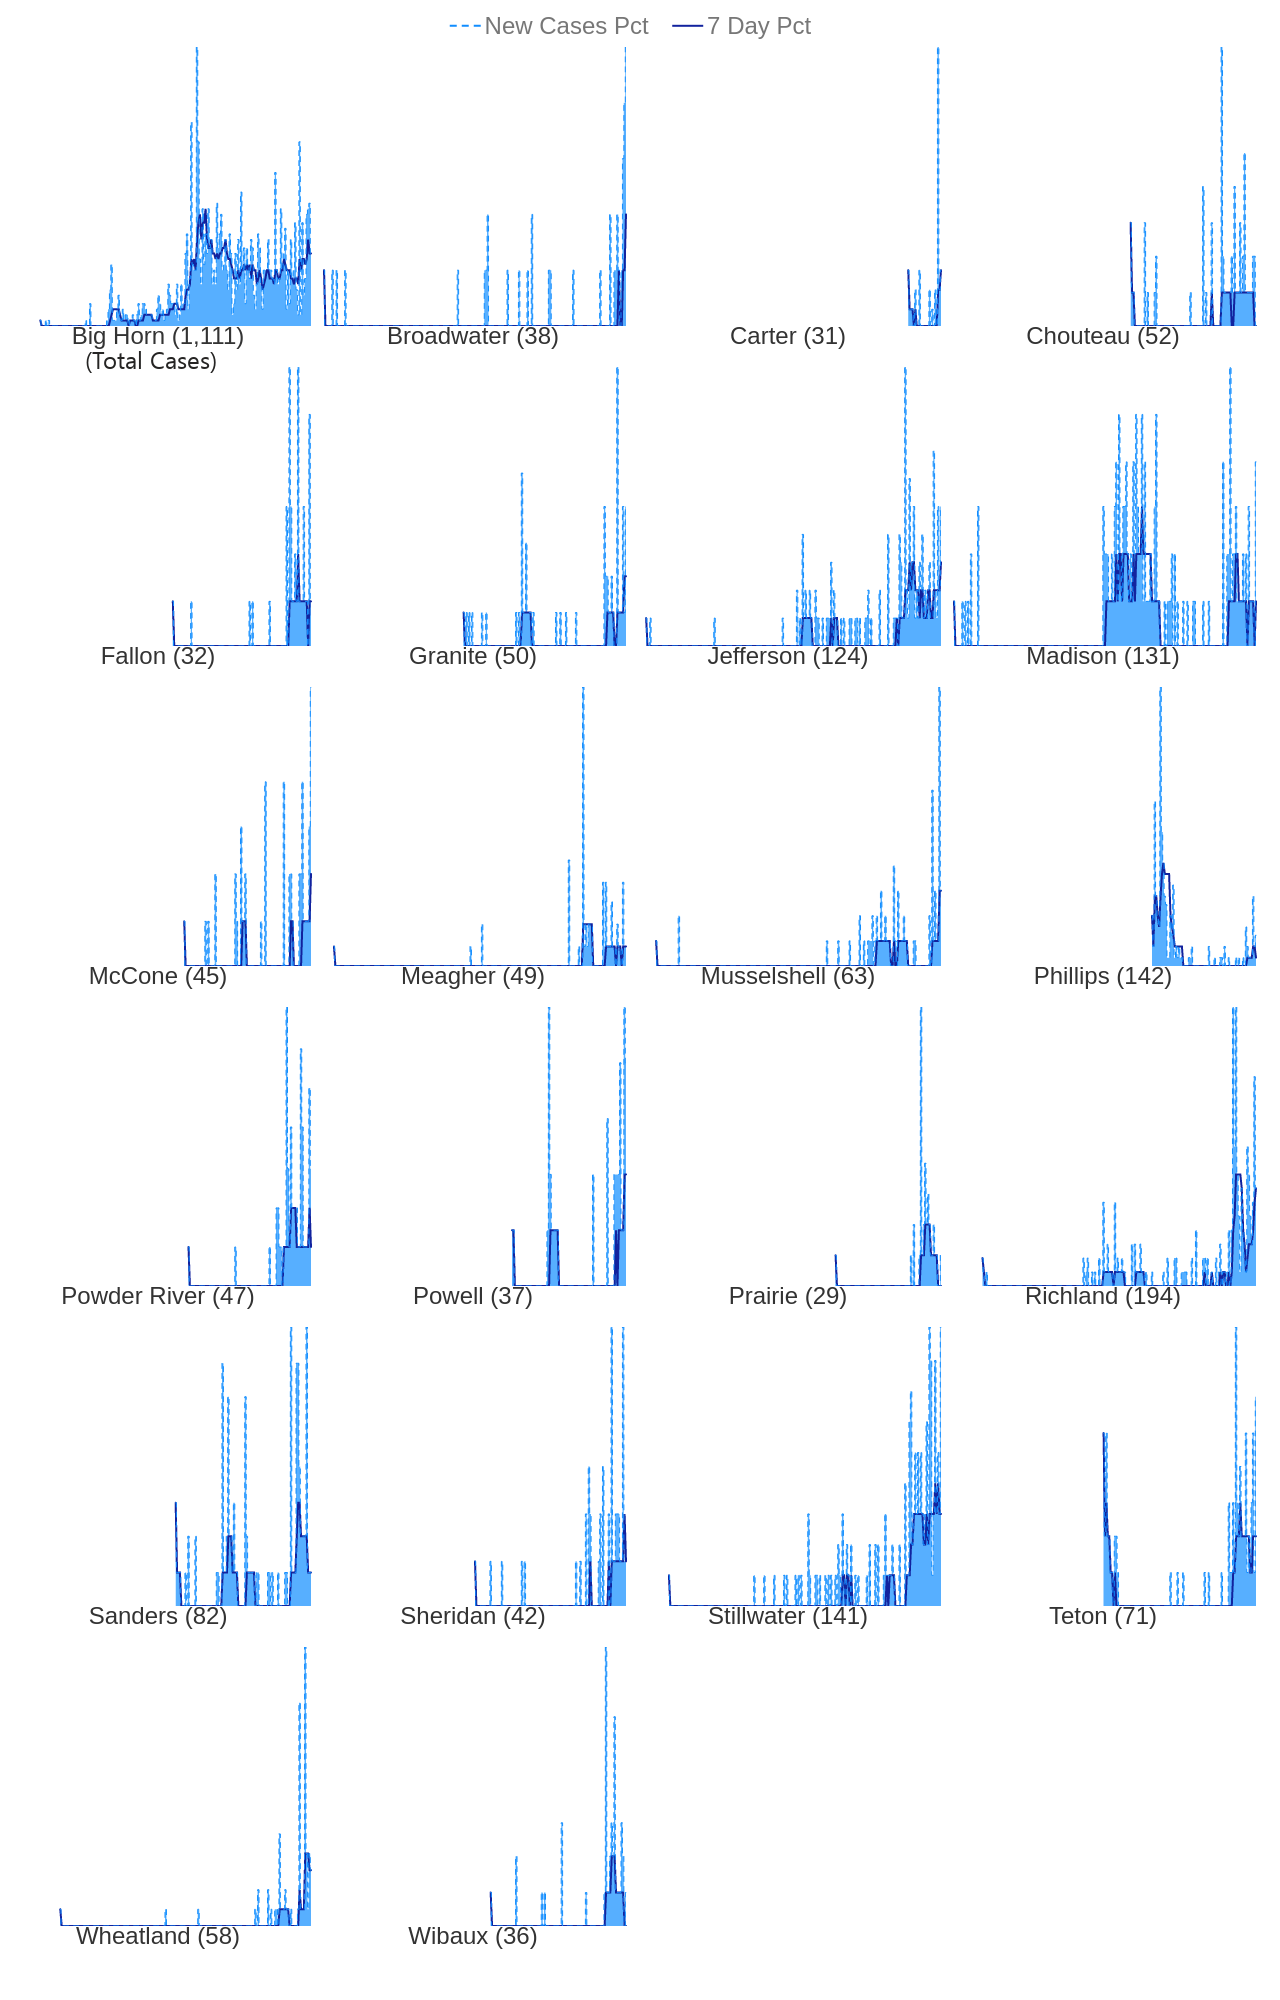 New Cases Pct 7 Day Pct
Big Horn (1,111) Broadwater (38) Carter (31) Chouteau (52)
(Total Cases)
Fallon (32) Granite (50) Jefferson (124) Madison (131)
McCone (45) Meagher (49) Musselshell (63) Phillips (142)
Powder River (47) Powell (37) Prairie (29) Richland (194)
Sanders (82) Sheridan (42) Stillwater (141) Teton (71)
Wheatland (58) Wibaux (36)